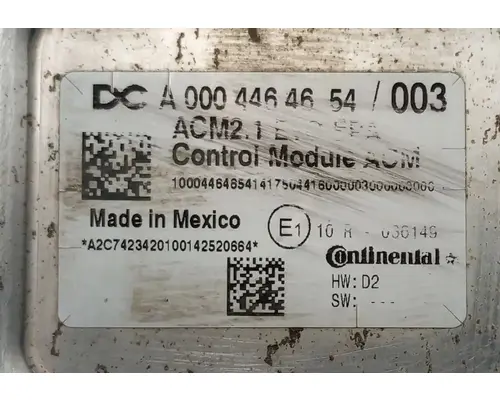 DC A 000 446 46 54 / 003
ACM2.1
Control Module ACM
Made in Mexico
E1 10 R - 036149
*A2C7423420100142520664*
Continental
HW: D2
SW: ---